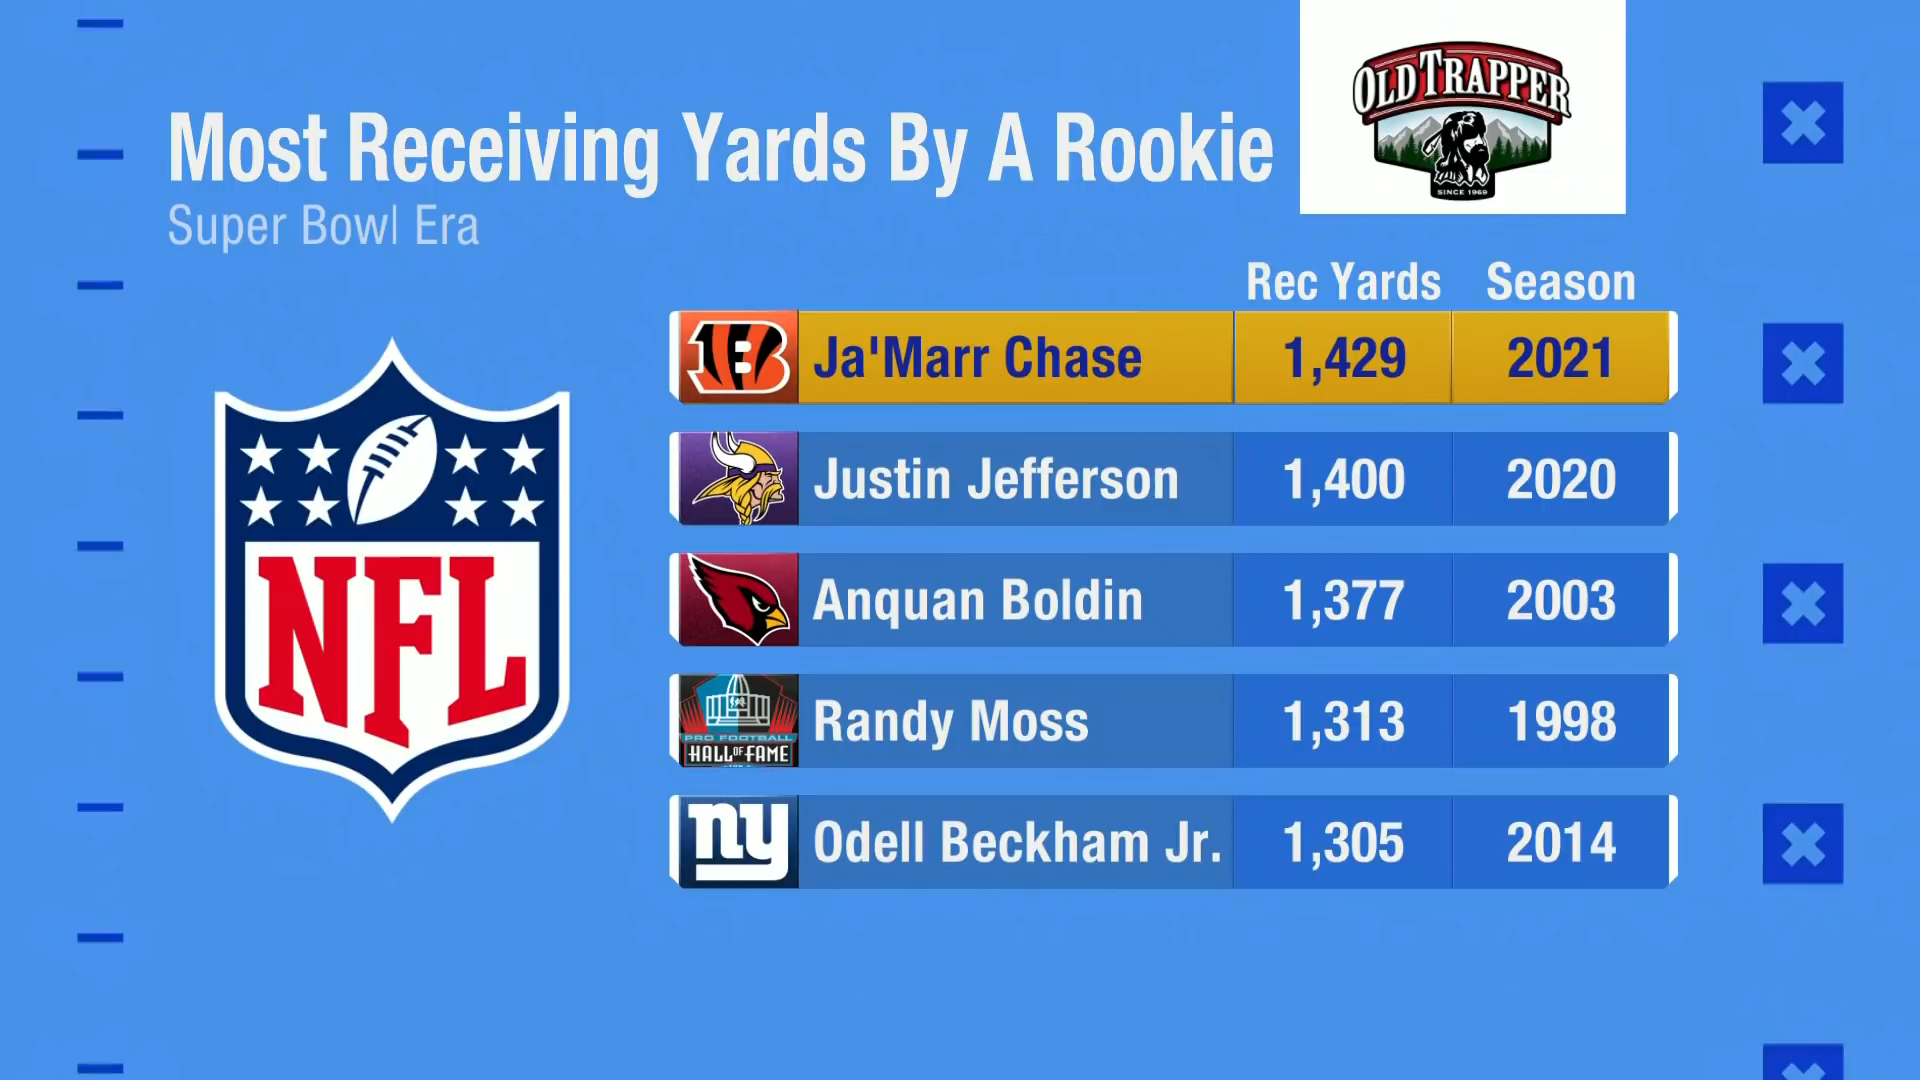 OLD TRAPPER
SINCE 1969
Most Receiving Yards By A Rookie
Super Bowl Era
Rec Yards Season
B Ja'Marr Chase 1,429 2021
Justin Jefferson 1,400 2020
Anquan Boldin 1,377 2003
PRO FOOTBALL
HALL OF FAME
Randy Moss 1,313 1998
ny Odell Beckham Jr. 1,305 2014
NFL